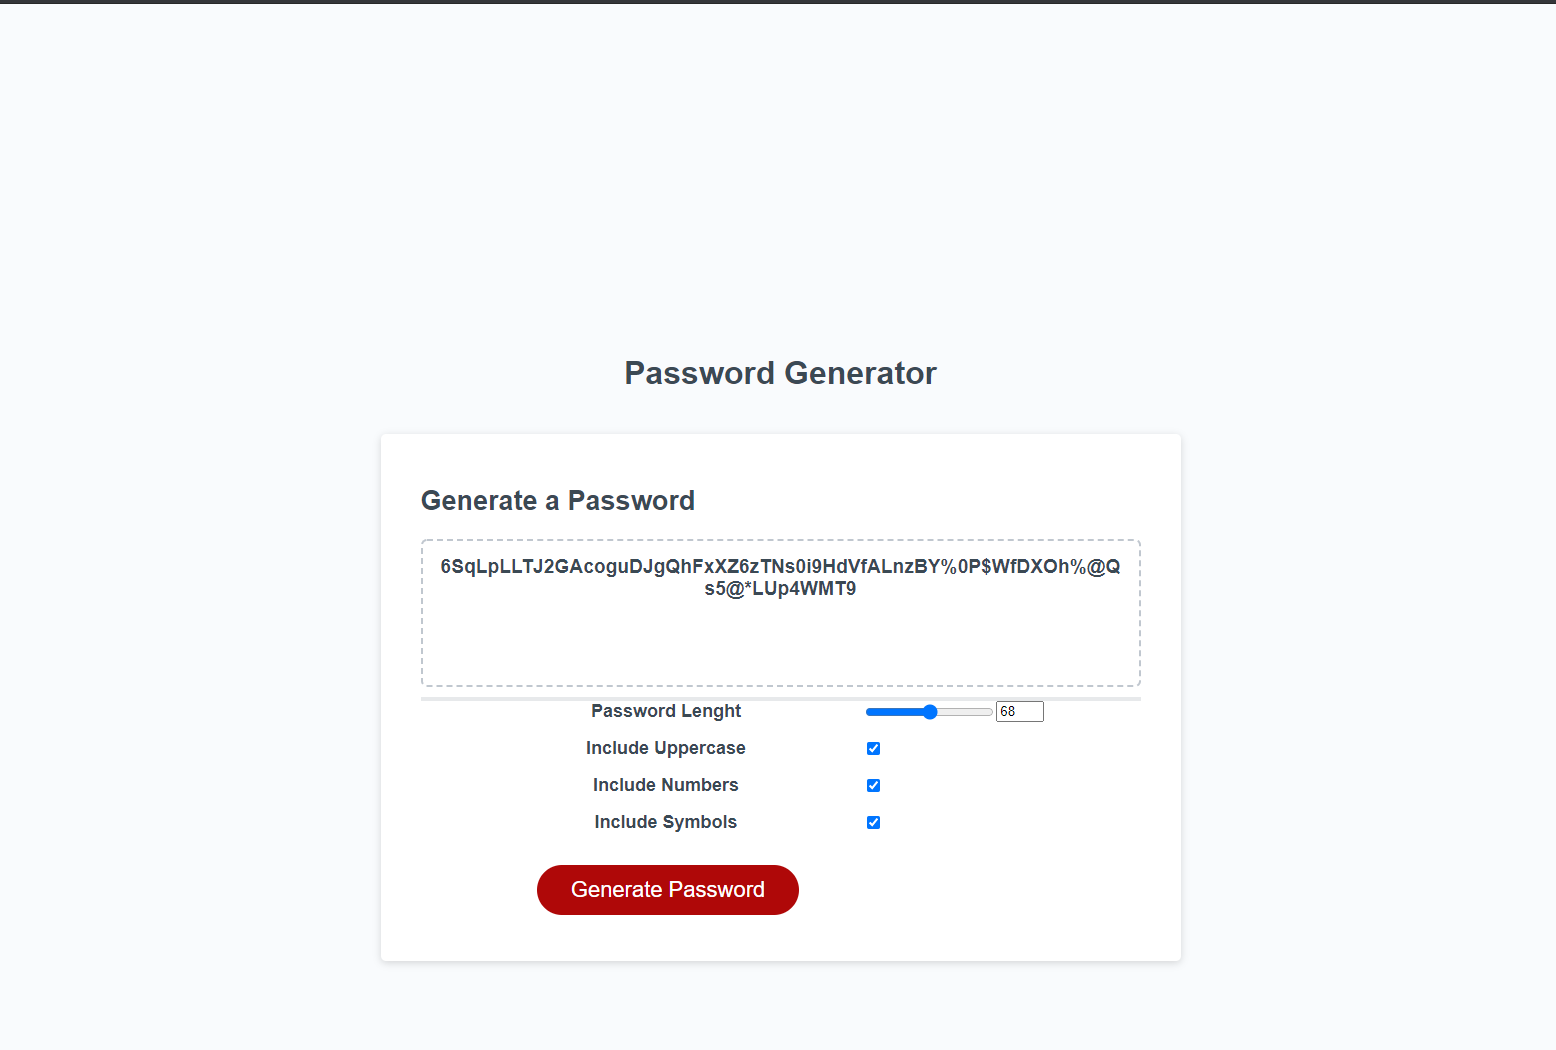 Password Generator
Generate a Password
6SqLpLLTJ2GAcoguDJgQhFxXZ6zTNs0i9HdVfALnzBY%0P$WfDXOh%@Q
s5@*LUp4WMT9
Password Lenght
68
Include Uppercase
Include Numbers
Include Symbols
Generate Password